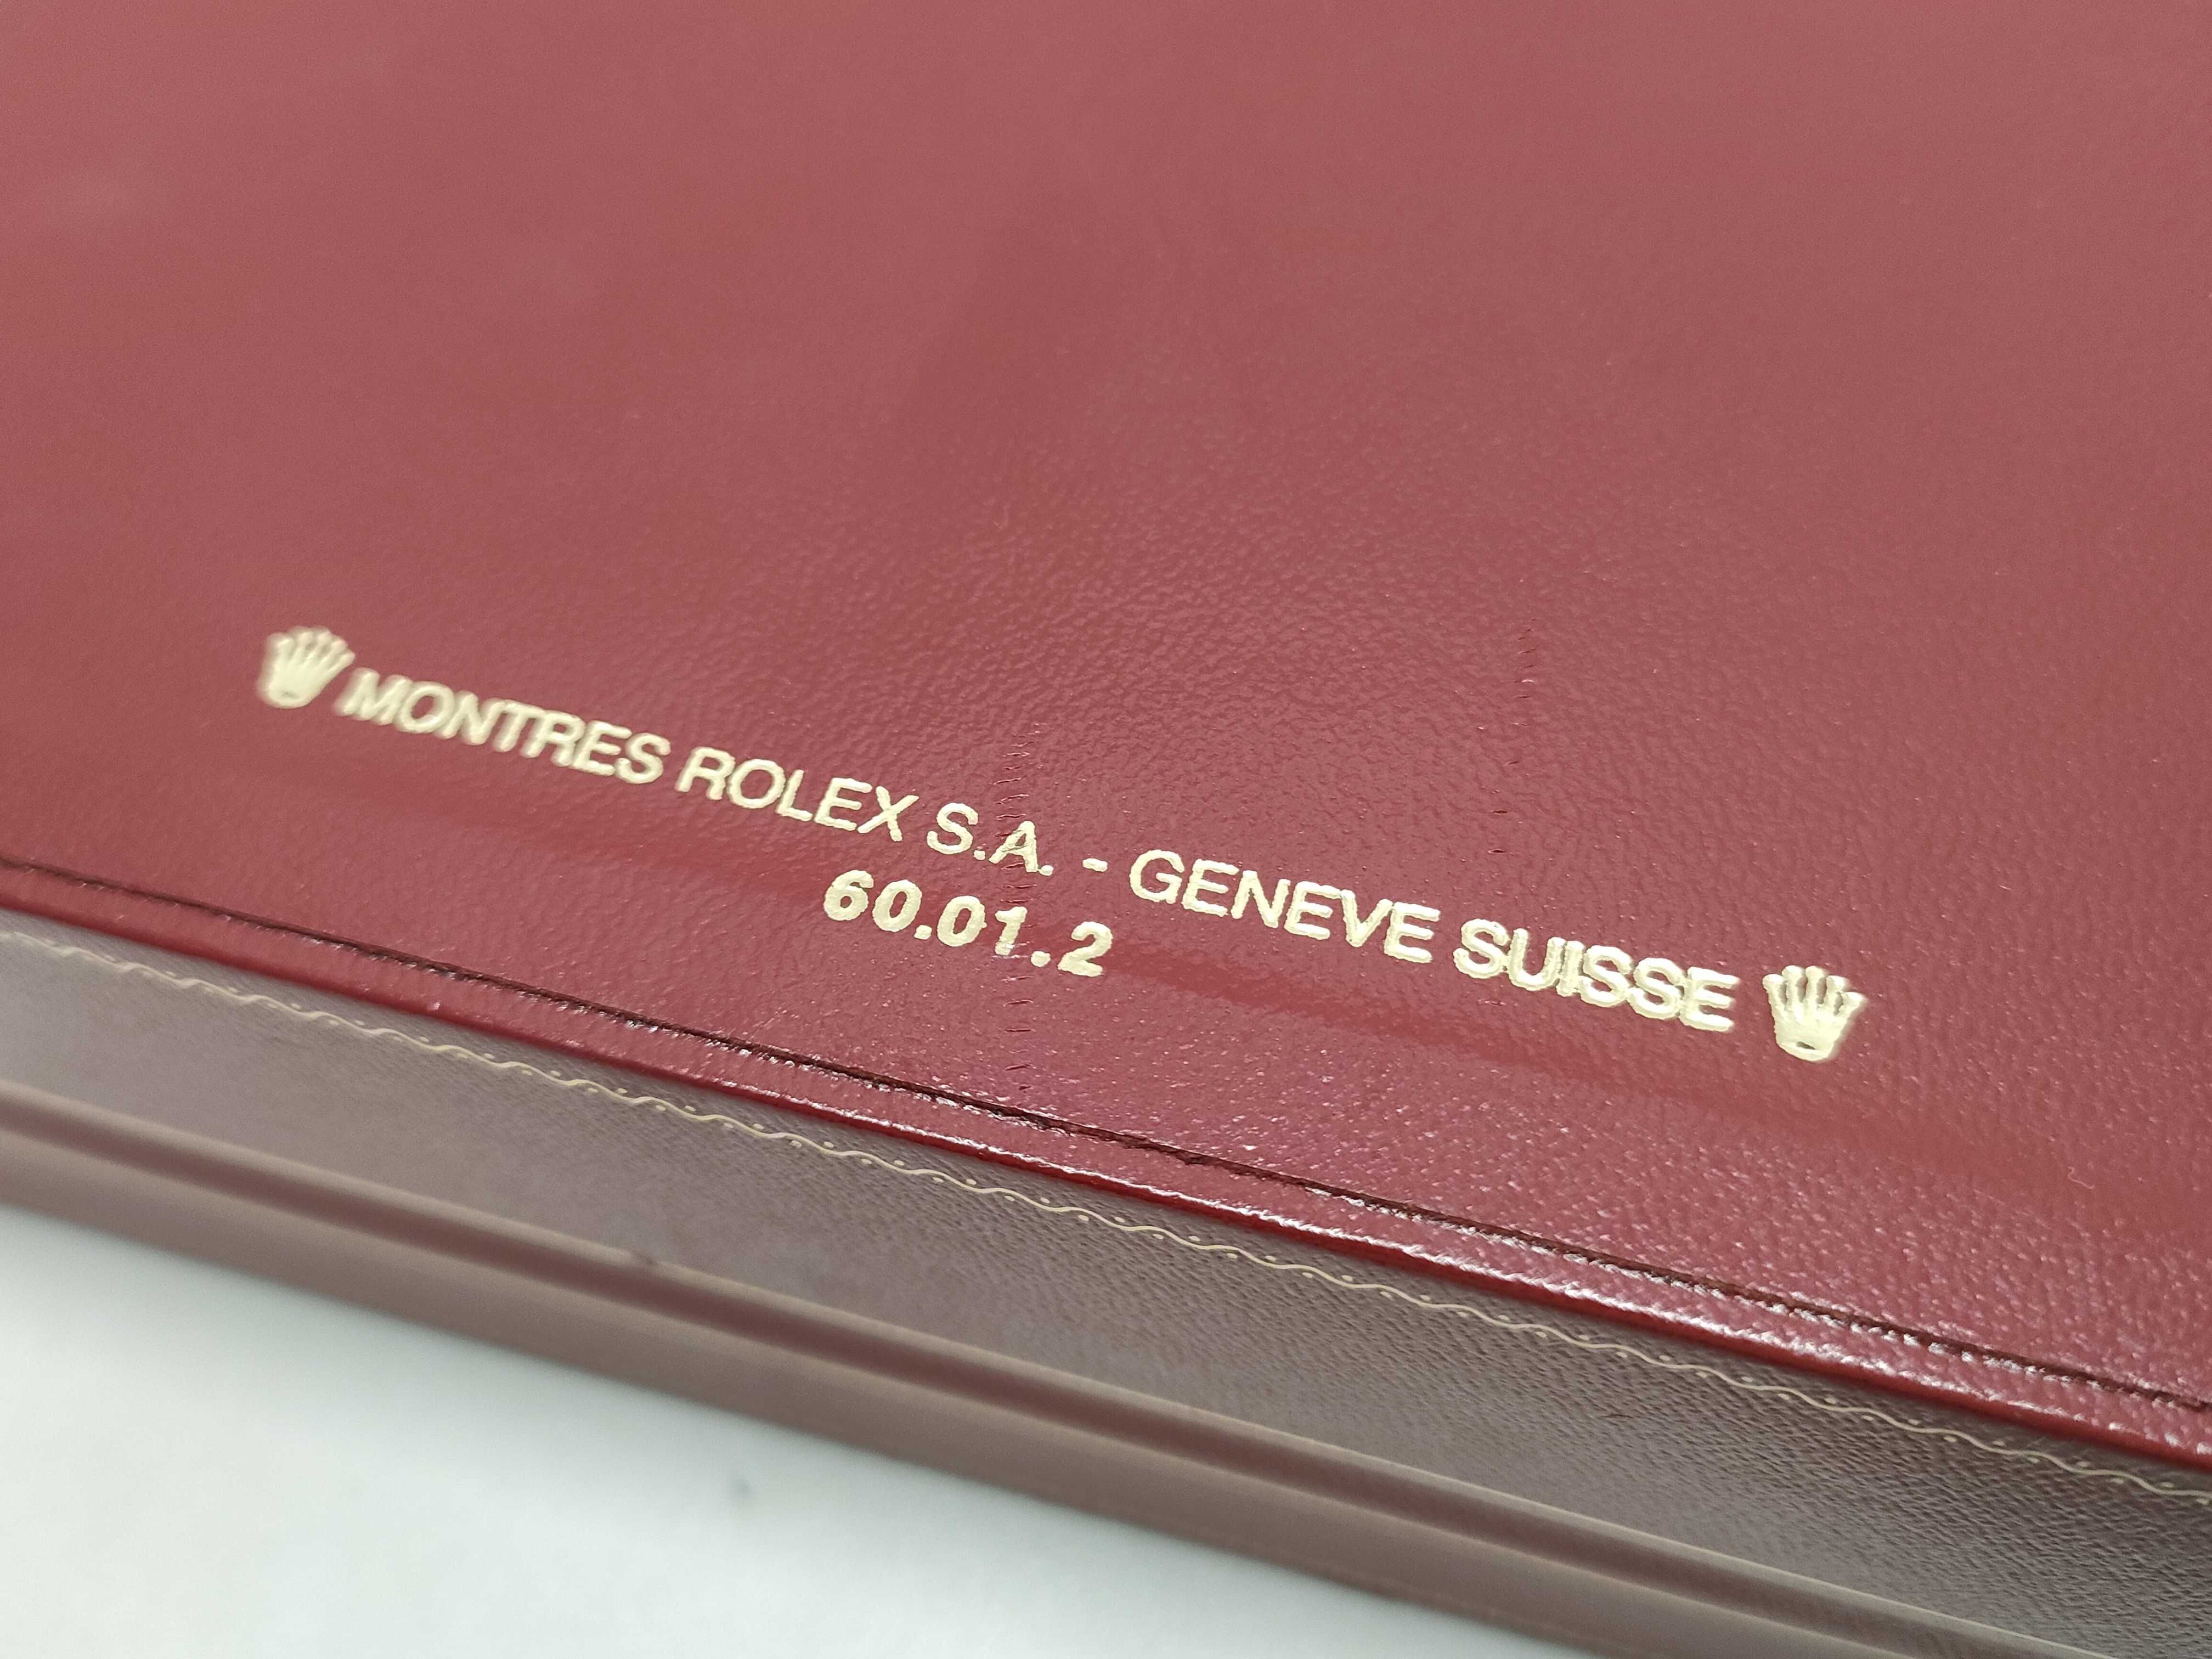 MONTRES ROLEX S.A. - GENEVE SUISSE
60.01.2